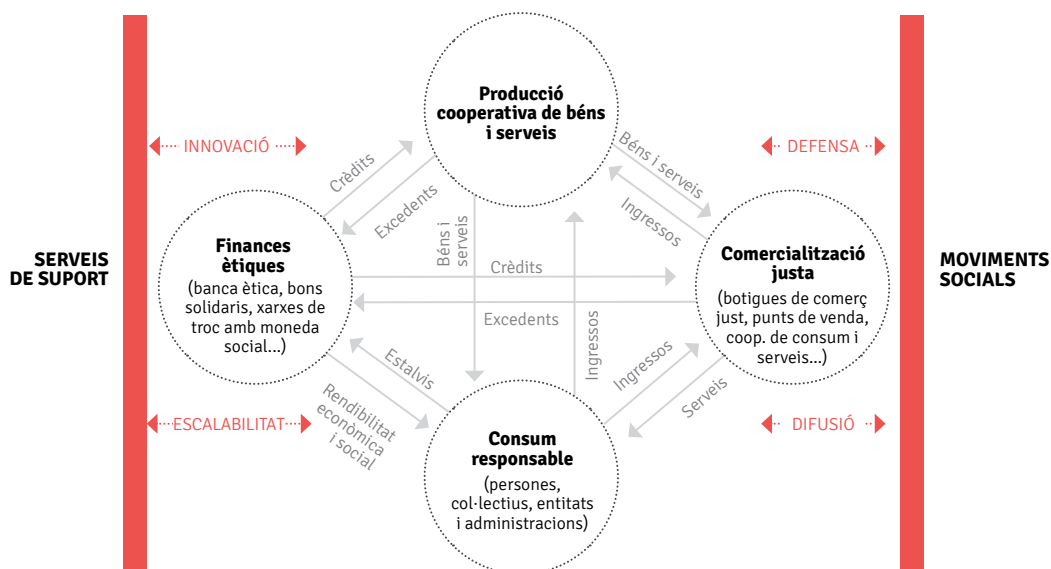 Producció
cooperativa de béns
i serveis
INNOVACIÓ
DEFENSA
Crèdits
Excedents
Béns i
serveis
Béns i serveis
Ingressos
SERVEIS
DE SUPORT
Finances
ètiques
(banca ètica, bons
solidaris, xarxes de
troc amb moneda
social...)
Crèdits
Excedents
Ingressos
Comercialització
justa
(botigues de comerç
just, punts de venda,
coop. de consum i
serveis...)
MOVIMENTS
SOCIALS
Estalvis
Rendibilitat
econòmica
i social
Ingressos
Serveis
ESCALABILITAT
DIFUSIÓ
Consum
responsable
(persones,
col·lectius, entitats
i administracions)